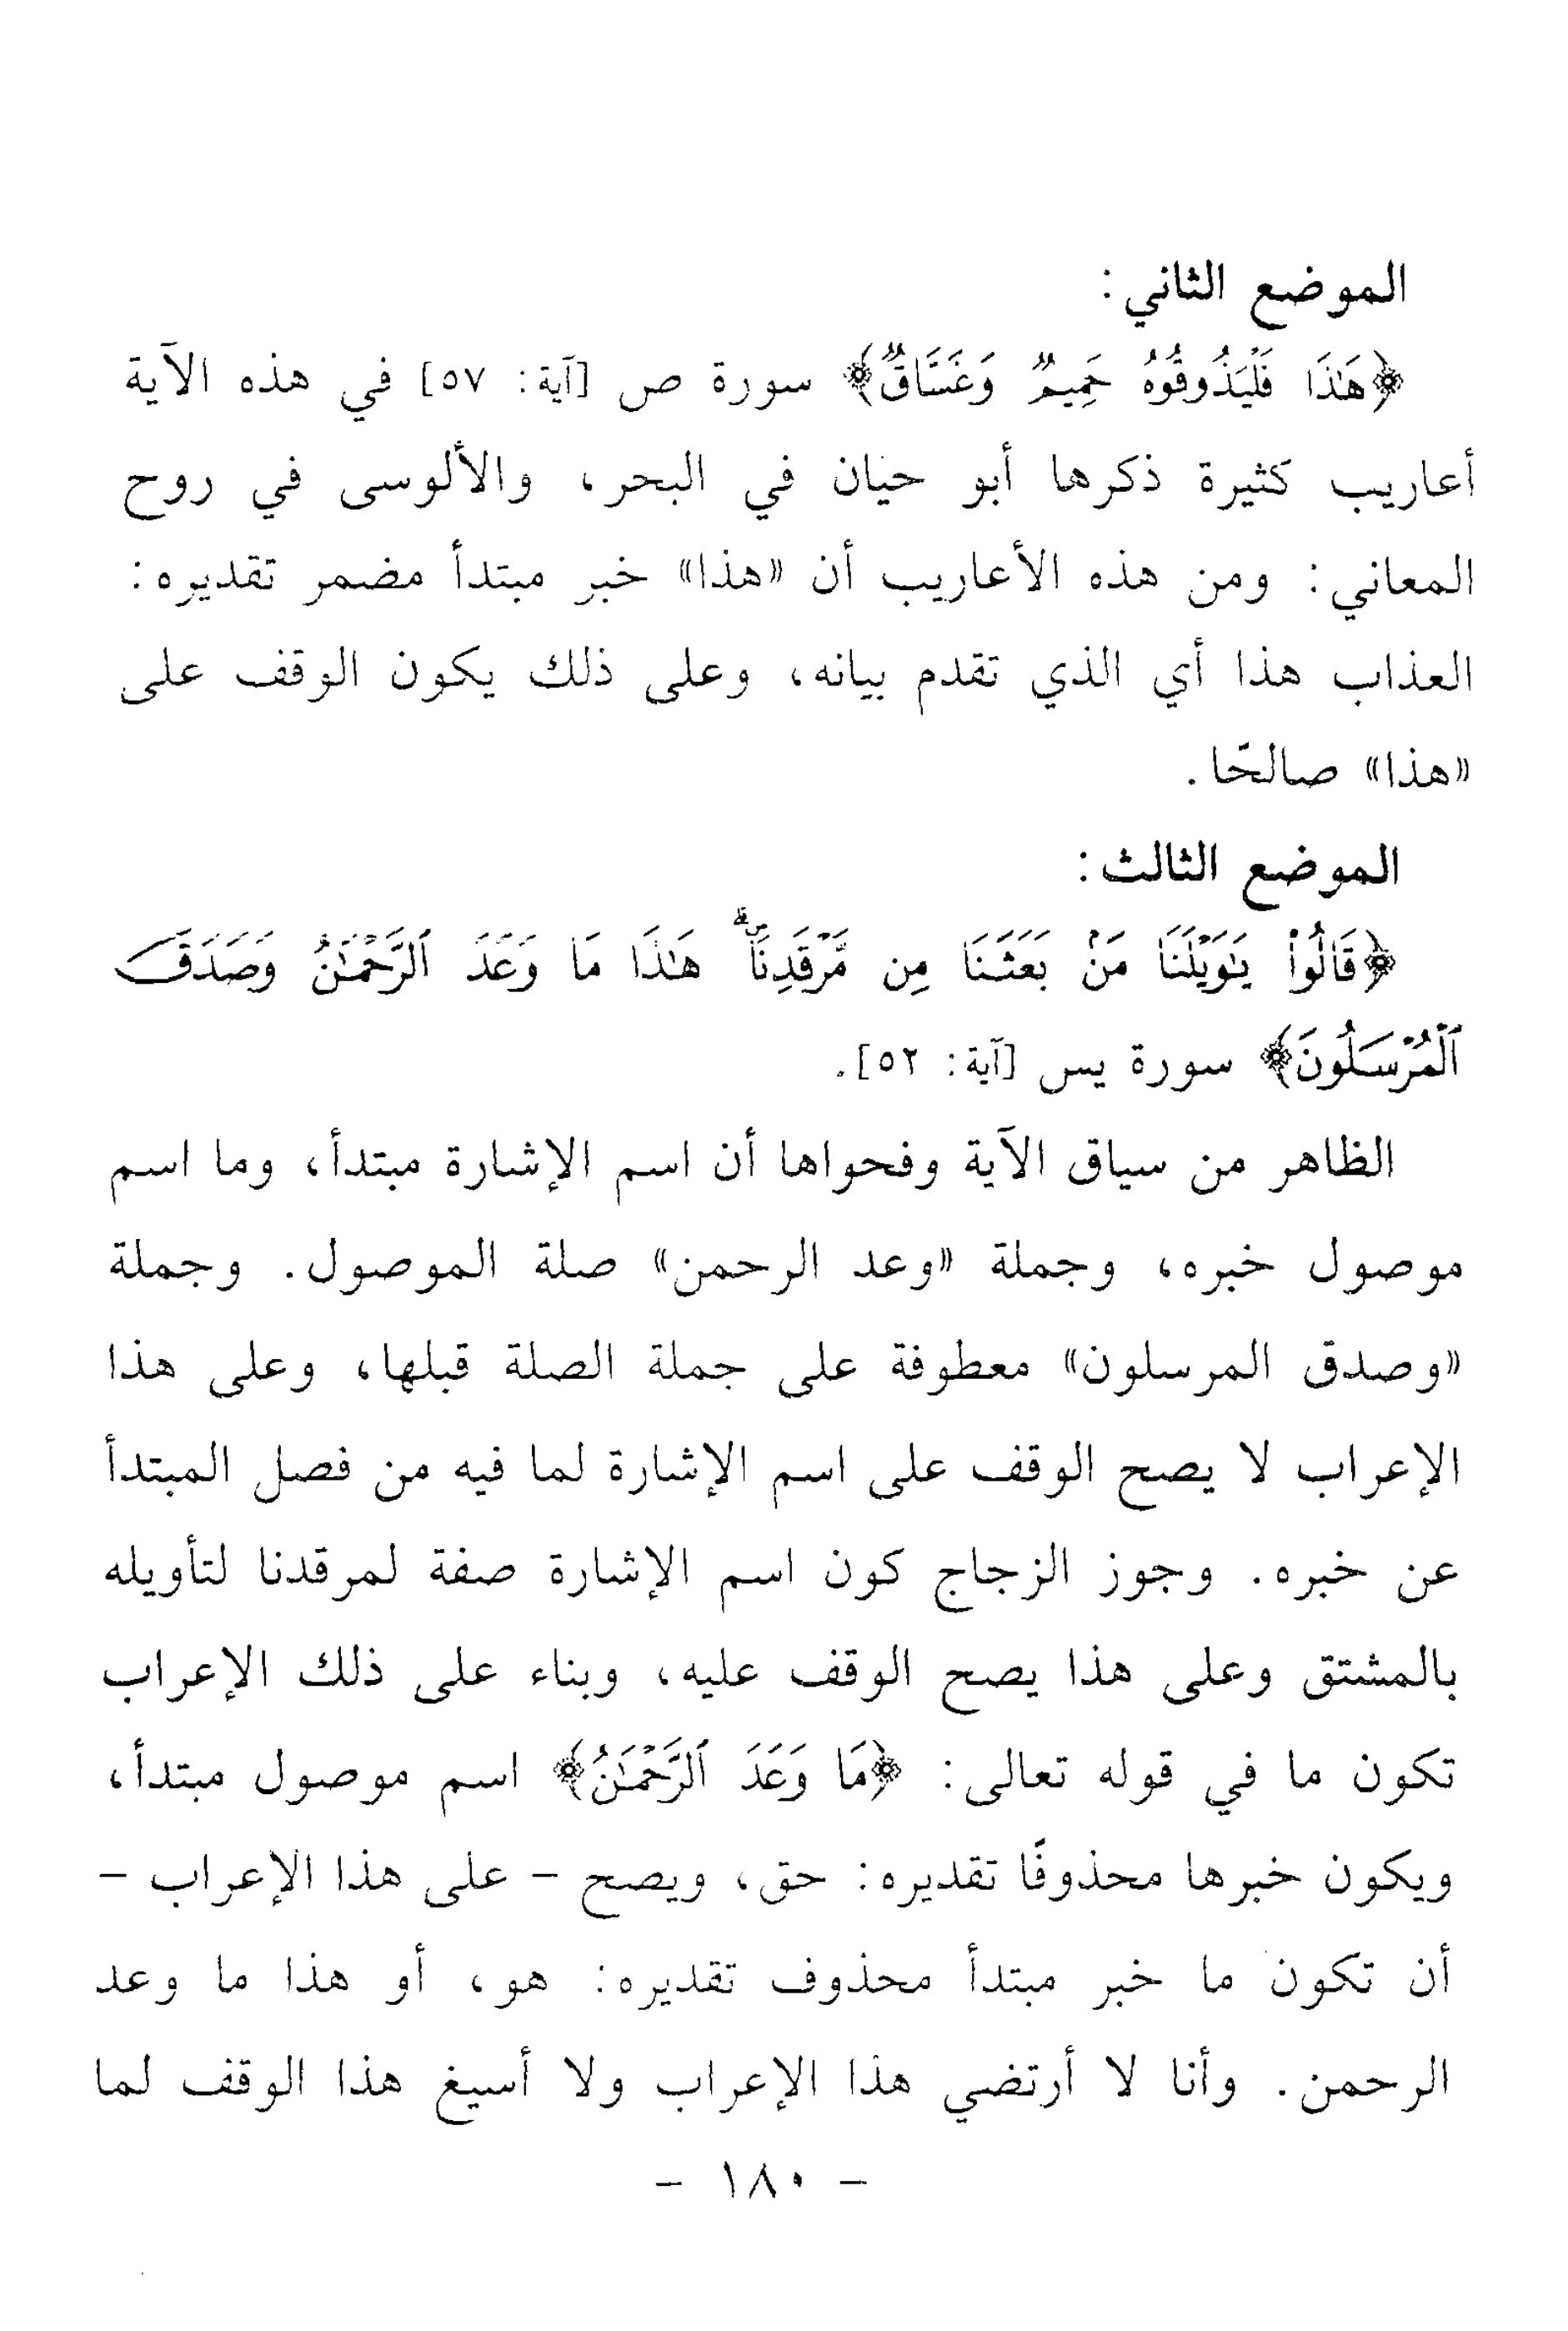 الموضع الثاني:
﴿هَٰذَا فَلْيَذُوقُوهُ حَمِيمٌ وَغَسَّاقٌ﴾ سورة ص [آية: ٥٧] في هذه الآية
أعاريب كثيرة ذكرها أبو حيان في البحر، والألوسى في روح
المعاني: ومن هذه الأعاريب أن «هذا» خبر مبتدأ مضمر تقديره:
العذاب هذا أي الذي تقدم بيانه، وعلى ذلك يكون الوقف على
«هذا» صالحًا.
الموضع الثالث:
﴿قَالُوا۟ يَٰوَيْلَنَا مَنۢ بَعَثَنَا مِن مَّرْقَدِنَا ۜ ۗ هَٰذَا مَا وَعَدَ ٱلرَّحْمَٰنُ وَصَدَقَ
ٱلْمُرْسَلُونَ﴾ سورة يس [آية: ٥٢].
الظاهر من سياق الآية وفحواها أن اسم الإشارة مبتدأ، وما اسم
موصول خبره، وجملة «وعد الرحمن» صلة الموصول. وجملة
«وصدق المرسلون» معطوفة على جملة الصلة قبلها، وعلى هذا
الإعراب لا يصح الوقف على اسم الإشارة لما فيه من فصل المبتدأ
عن خبره. وجوز الزجاج كون اسم الإشارة صفة لمرقدنا لتأويله
بالمشتق وعلى هذا يصح الوقف عليه، وبناء على ذلك الإعراب
تكون ما في قوله تعالى: ﴿مَا وَعَدَ ٱلرَّحْمَٰنُ﴾ اسم موصول مبتدأ،
ويكون خبرها محذوفًا تقديره: حق، ويصح - على هذا الإعراب -
أن تكون ما خبر مبتدأ محذوف تقديره: هو، أو هذا ما وعد
الرحمن. وأنا لا أرتضي هذا الإعراب ولا أسيغ هذا الوقف لما
- ١٨٠ -